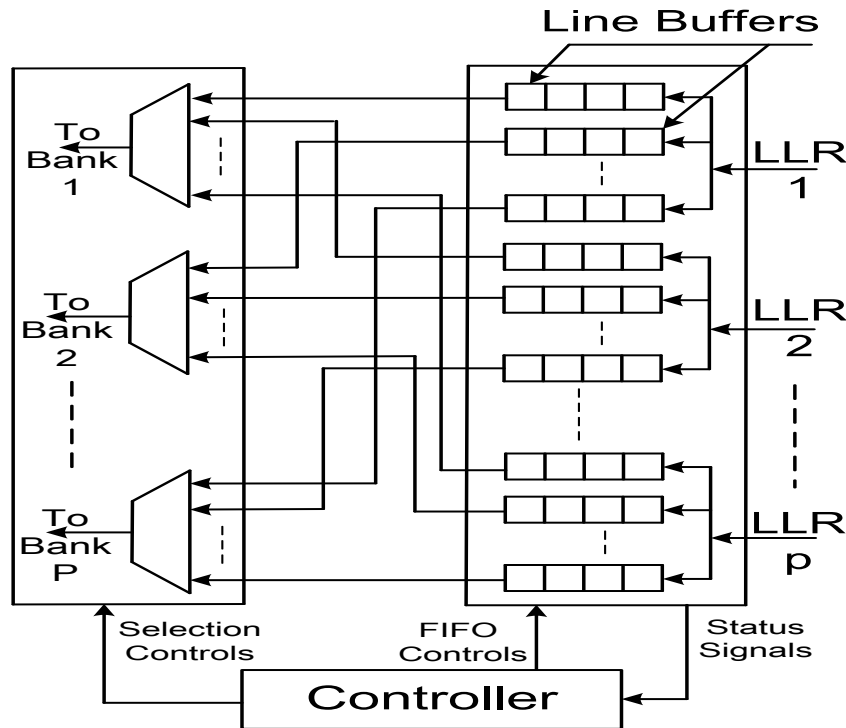 Line Buffers
To
Bank
1
LLR
1
To
Bank
2
LLR
2
To
Bank
P
LLR
p
Selection
Controls
FIFO
Controls
Status
Signals
Controller